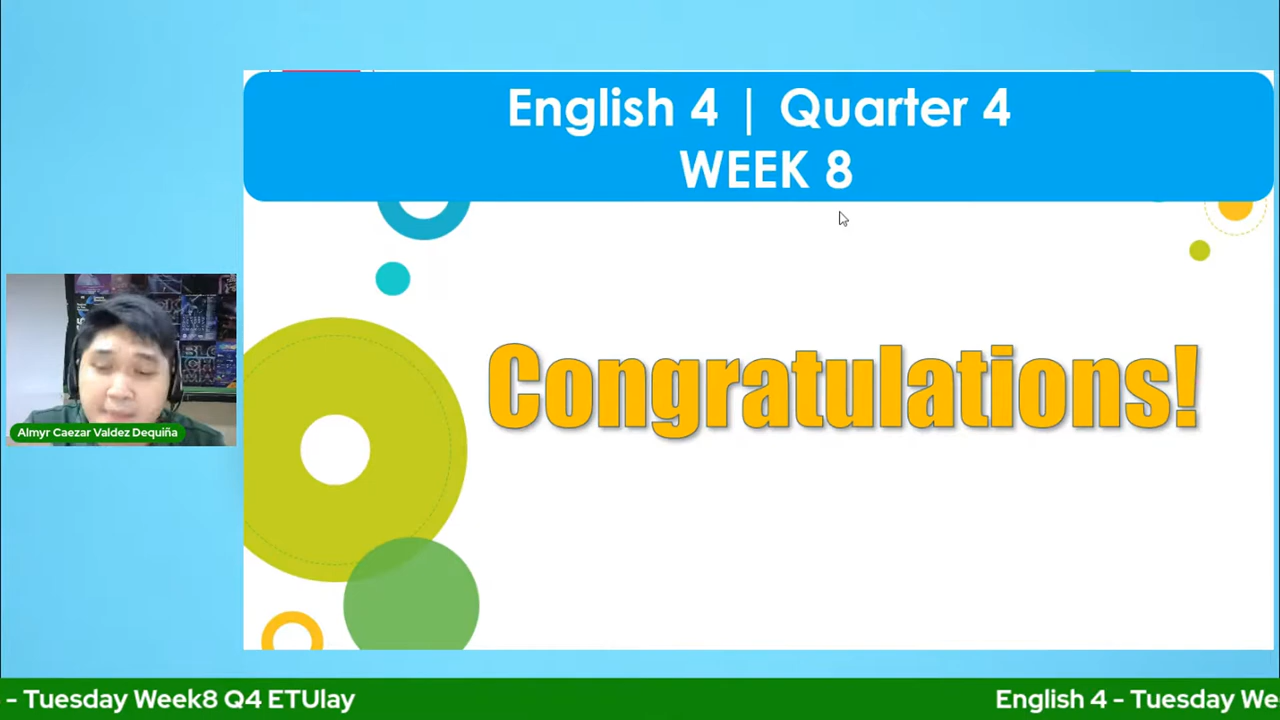 English 4 | Quarter 4
WEEK 8
Congratulations!
Almyr Caezar Valdez Dequiña
- Tuesday Week8 Q4 ETUlay
English 4 - Tuesday We